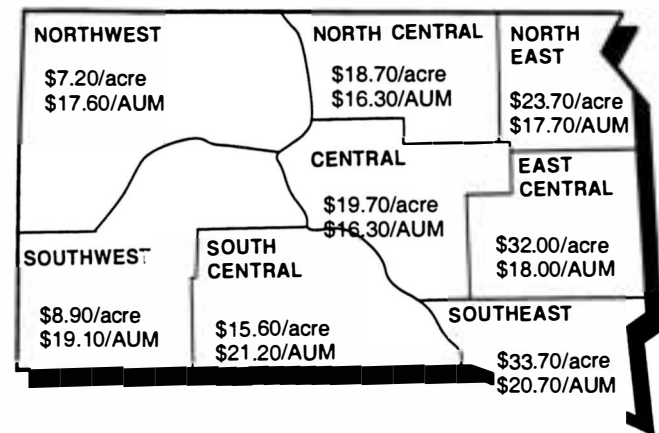 NORTHWEST
$7.20/acre
$17.60/AUM
NORTH CENTRAL
$18.70/acre
$16.30/AUM
NORTH
EAST
$23.70/acre
$17.70/AUM
CENTRAL
$19.70/acre
$16.30/AUM
EAST
CENTRAL
$32.00/acre
$18.00/AUM
SOUTHWEST
$8.90/acre
$19.10/AUM
SOUTH
CENTRAL
$15.60/acre
$21.20/AUM
SOUTHEAST
$33.70/acre
$20.70/AUM